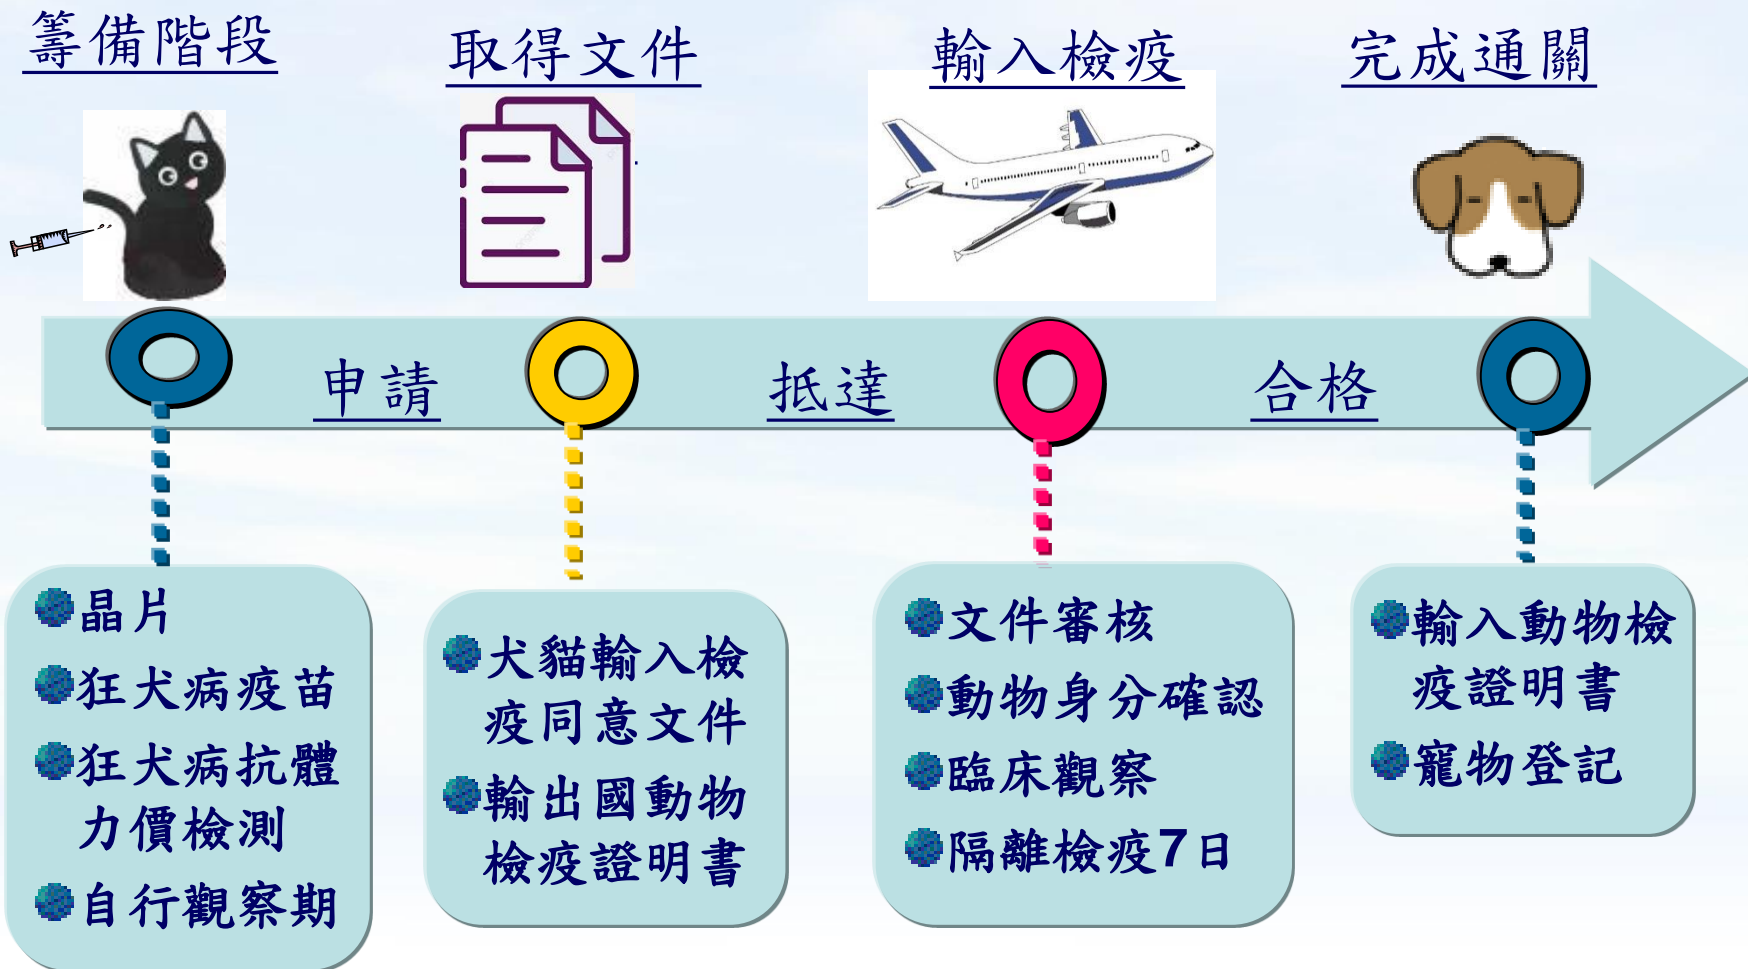 籌備階段
取得文件
輸入檢疫
完成通關
申請
抵達
合格
晶片
狂犬病疫苗
狂犬病抗體
力價檢測
自行觀察期
犬貓輸入檢
疫同意文件
輸出國動物
檢疫證明書
文件審核
動物身分確認
臨床觀察
隔離檢疫7日
輸入動物檢
疫證明書
寵物登記